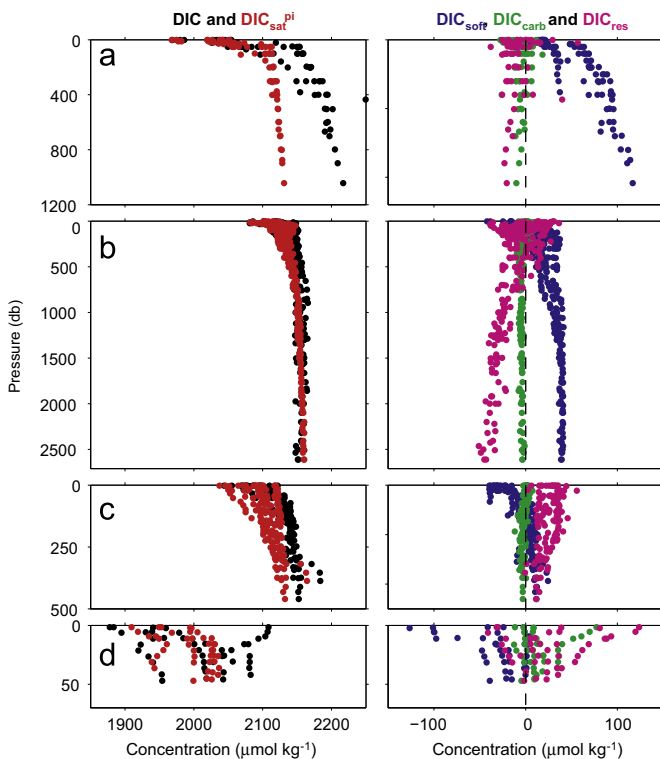 DIC and DICsat^pi
DICsoft, DICcarb and DICres
a
0
400
800
1200
b
0
500
1000
1500
2000
2500
Pressure (db)
c
0
250
500
d
0
50
1900 2000 2100 2200
−100 0 100
Concentration (μmol kg⁻¹)
Concentration (μmol kg⁻¹)